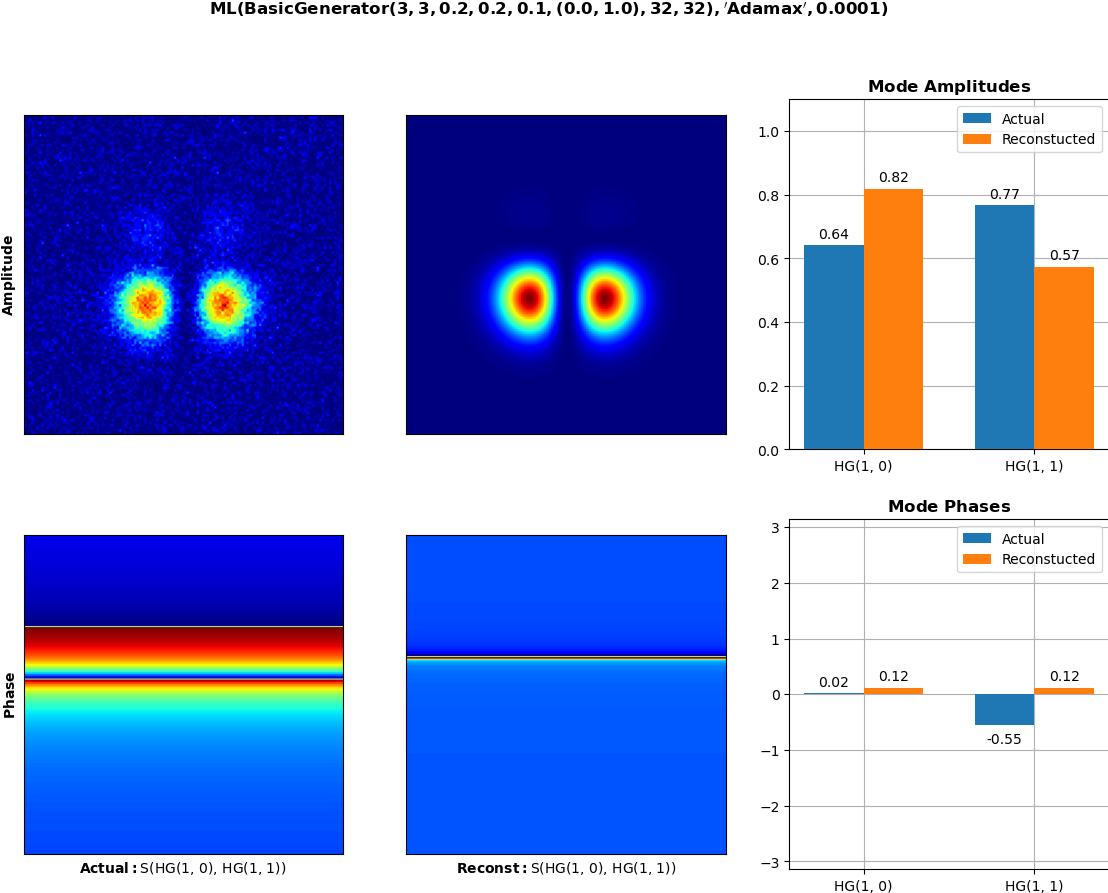 ML(BasicGenerator(3, 3, 0.2, 0.2, 0.1, (0.0, 1.0), 32, 32), 'Adamax', 0.0001)
Amplitude
Mode Amplitudes
Actual
Reconstucted
1.0
0.8
0.6
0.4
0.2
0.0
0.64
0.82
0.77
0.57
HG(1, 0)
HG(1, 1)
Phase
Actual: S(HG(1, 0), HG(1, 1))
Reconst: S(HG(1, 0), HG(1, 1))
Mode Phases
Actual
Reconstucted
3
2
1
0
−1
−2
−3
0.02
0.12
-0.55
0.12
HG(1, 0)
HG(1, 1)